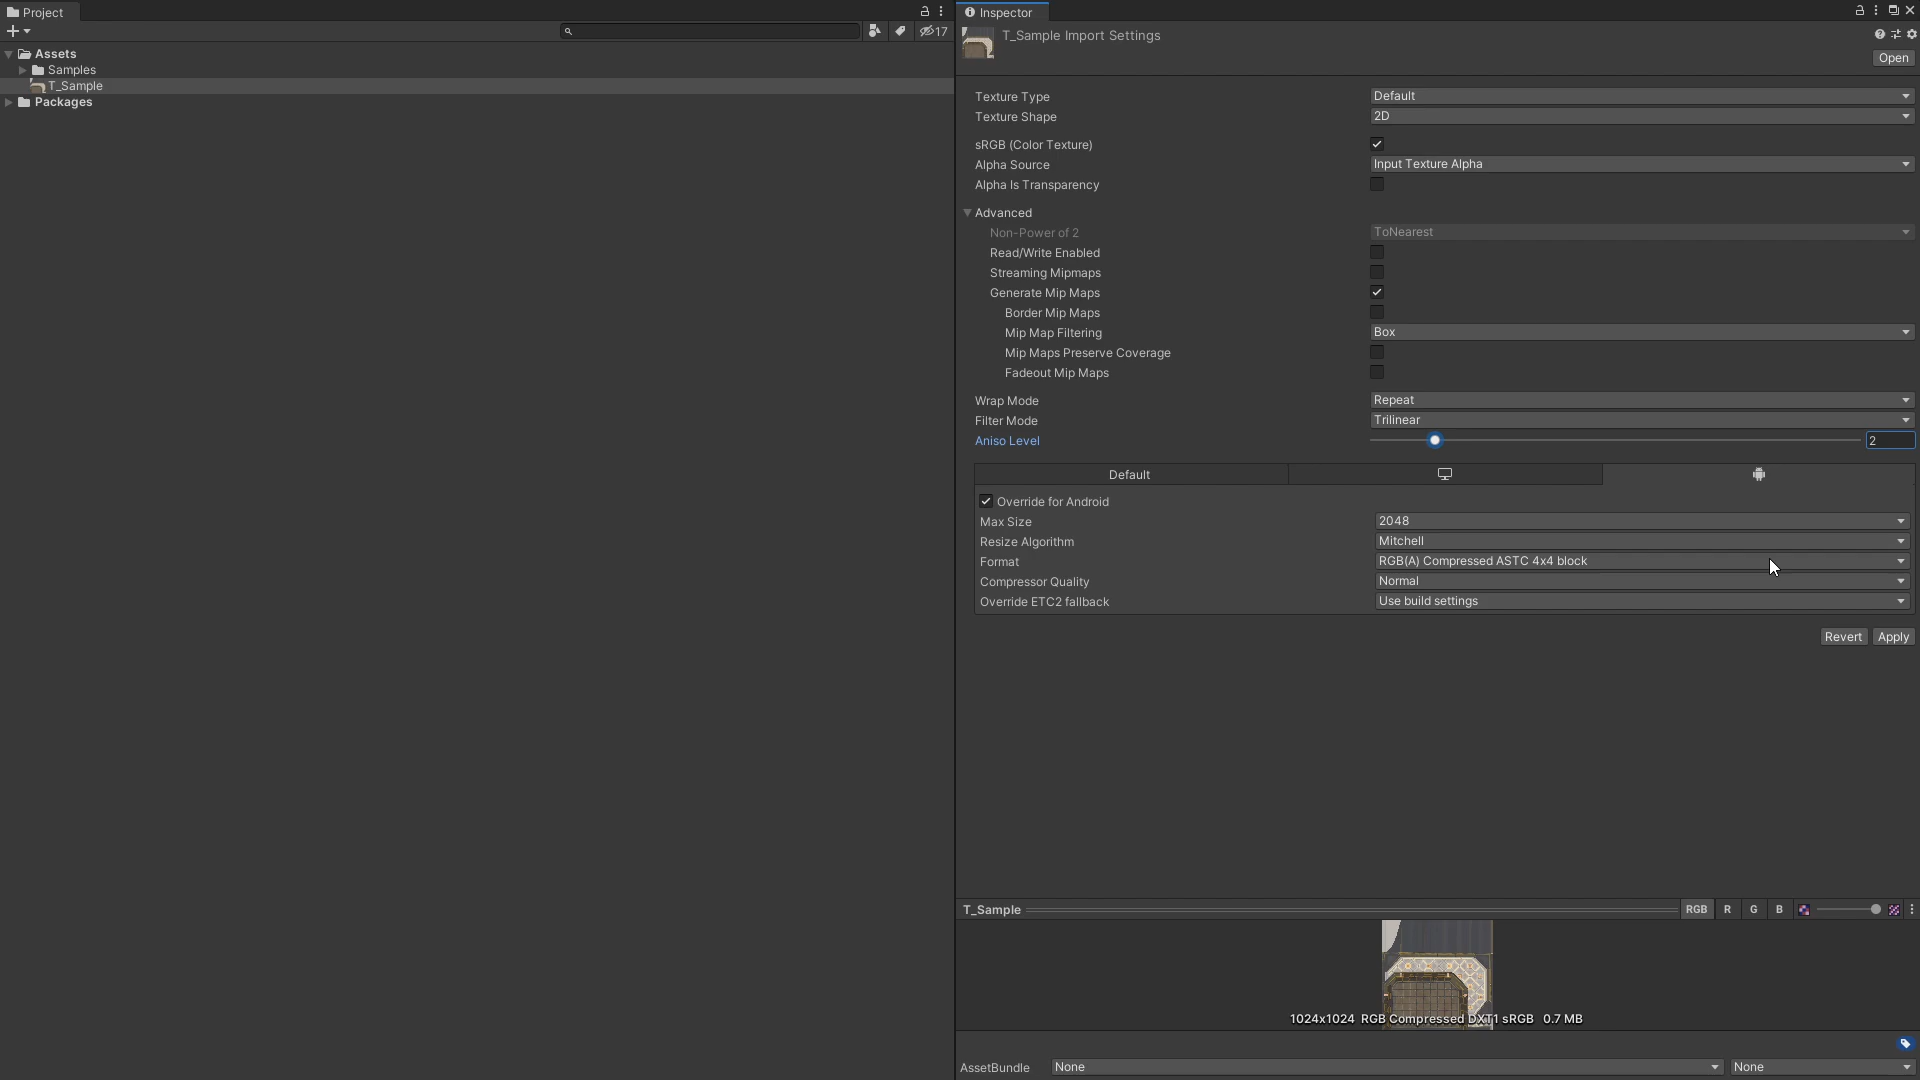 Project
17
Assets
Samples
T_Sample
Packages
Inspector
T_Sample Import Settings
Open
Texture Type Default
Texture Shape 2D
sRGB (Color Texture)
Alpha Source Input Texture Alpha
Alpha Is Transparency
Advanced
Non-Power of 2 ToNearest
Read/Write Enabled
Streaming Mipmaps
Generate Mip Maps
Border Mip Maps
Mip Map Filtering Box
Mip Maps Preserve Coverage
Fadeout Mip Maps
Wrap Mode Repeat
Filter Mode Trilinear
Aniso Level 2
Default
Override for Android
Max Size 2048
Resize Algorithm Mitchell
Format RGB(A) Compressed ASTC 4x4 block
Compressor Quality Normal
Override ETC2 fallback Use build settings
Revert Apply
T_Sample RGB R G B
1024x1024 RGB Compressed DXT1 sRGB 0.7 MB
AssetBundle None None